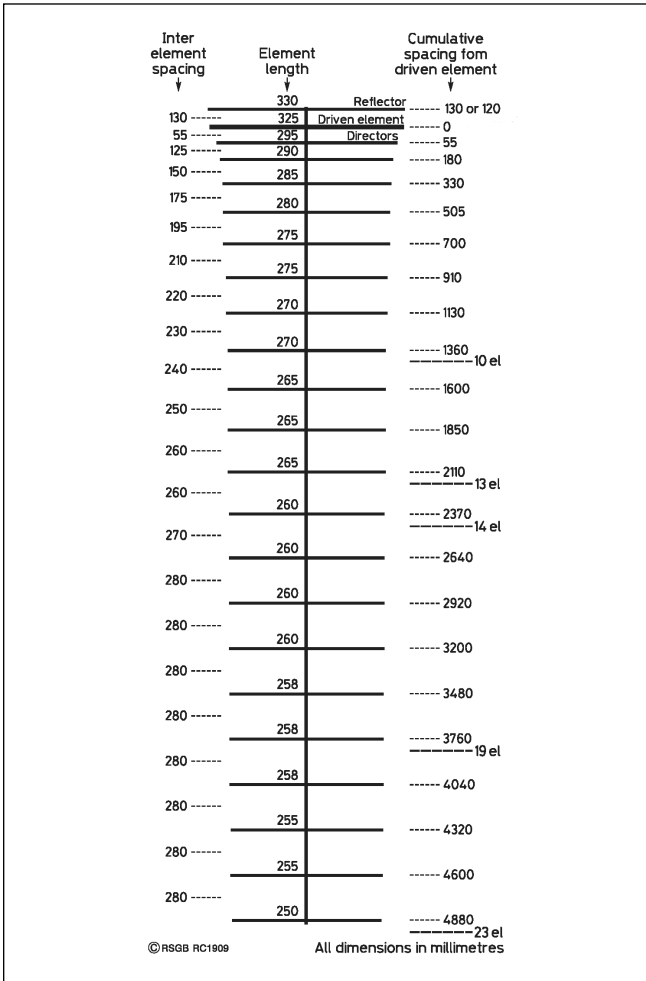 Inter element spacing
Element length
Cumulative spacing fom driven element
330 Reflector 130 or 120
130 325 Driven element 0
55 295 Directors 55
125 290 180
150 285 330
175 280 505
195 275 700
210 275 910
220 270 1130
230 270 1360
10 el
240 265 1600
250 265 1850
260 265 2110
13 el
260 260 2370
14 el
270 260 2640
280 260 2920
280 260 3200
280 258 3480
280 258 3760
19 el
280 258 4040
280 255 4320
280 255 4600
280 250 4880
23 el
©RSGB RC1909 All dimensions in millimetres